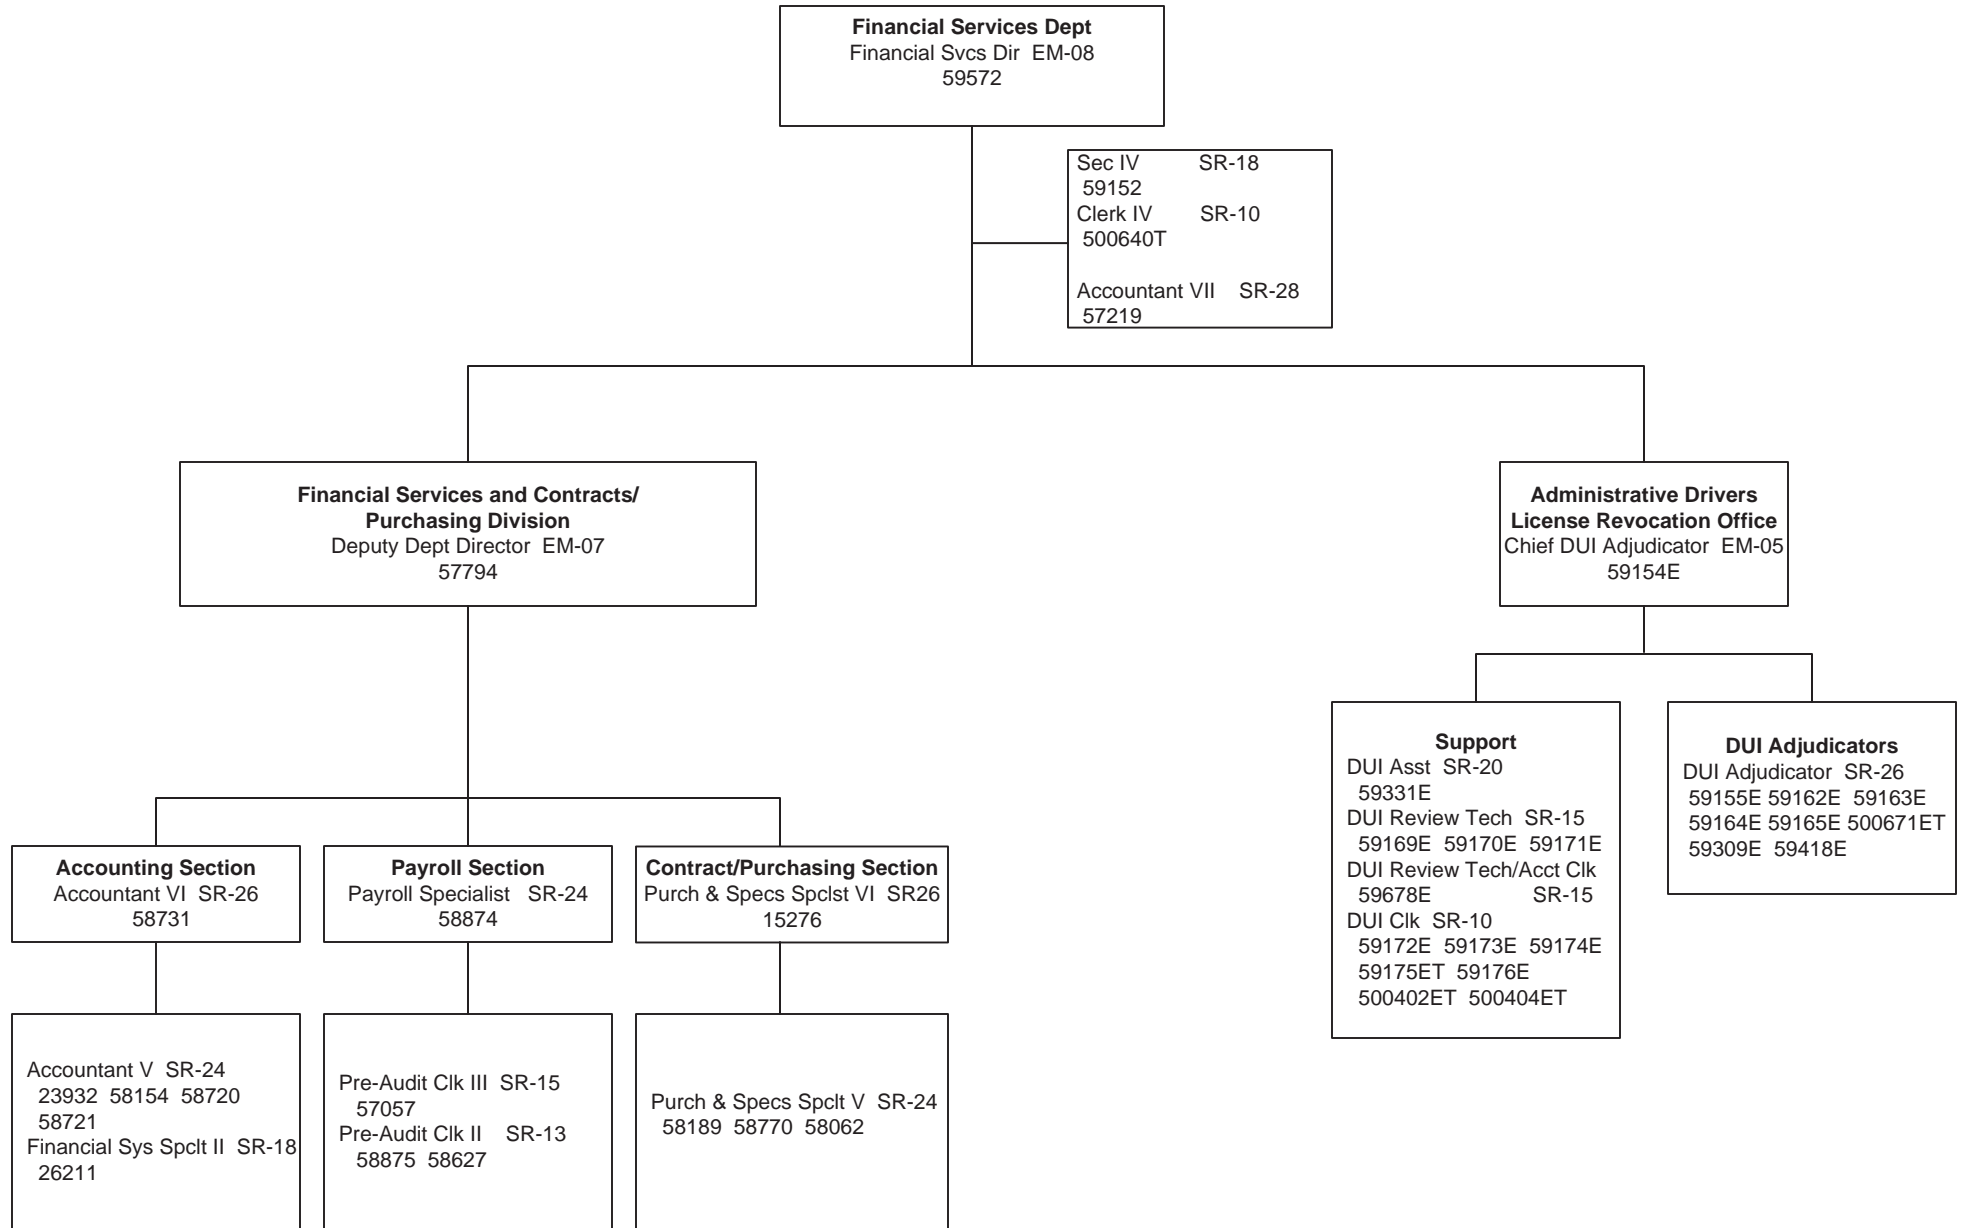 Financial Services Dept
Financial Svcs Dir EM-08
59572
Sec IV SR-18
59152
Clerk IV SR-10
500640T
Accountant VII SR-28
57219
Financial Services and Contracts/
Purchasing Division
Deputy Dept Director EM-07
57794
Administrative Drivers
License Revocation Office
Chief DUI Adjudicator EM-05
59154E
Support
DUI Asst SR-20
59331E
DUI Review Tech SR-15
59169E 59170E 59171E
DUI Review Tech/Acct Clk
59678E SR-15
DUI Clk SR-10
59172E 59173E 59174E
59175ET 59176E
500402ET 500404ET
DUI Adjudicators
DUI Adjudicator SR-26
59155E 59162E 59163E
59164E 59165E 500671ET
59309E 59418E
Accounting Section
Accountant VI SR-26
58731
Payroll Section
Payroll Specialist SR-24
58874
Contract/Purchasing Section
Purch & Specs Spclst VI SR26
15276
Accountant V SR-24
23932 58154 58720
58721
Financial Sys Spclt II SR-18
26211
Pre-Audit Clk III SR-15
57057
Pre-Audit Clk II SR-13
58875 58627
Purch & Specs Spclt V SR-24
58189 58770 58062